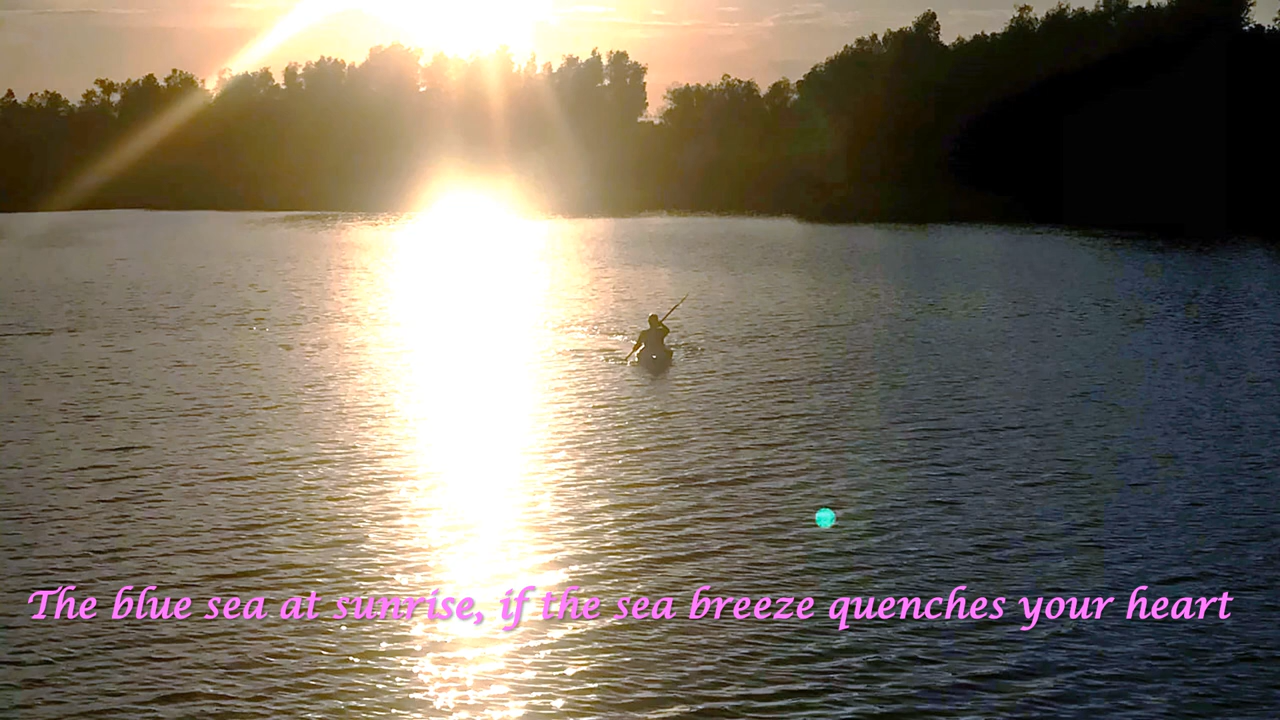 The blue sea at sunrise, if the sea breeze quenches your heart